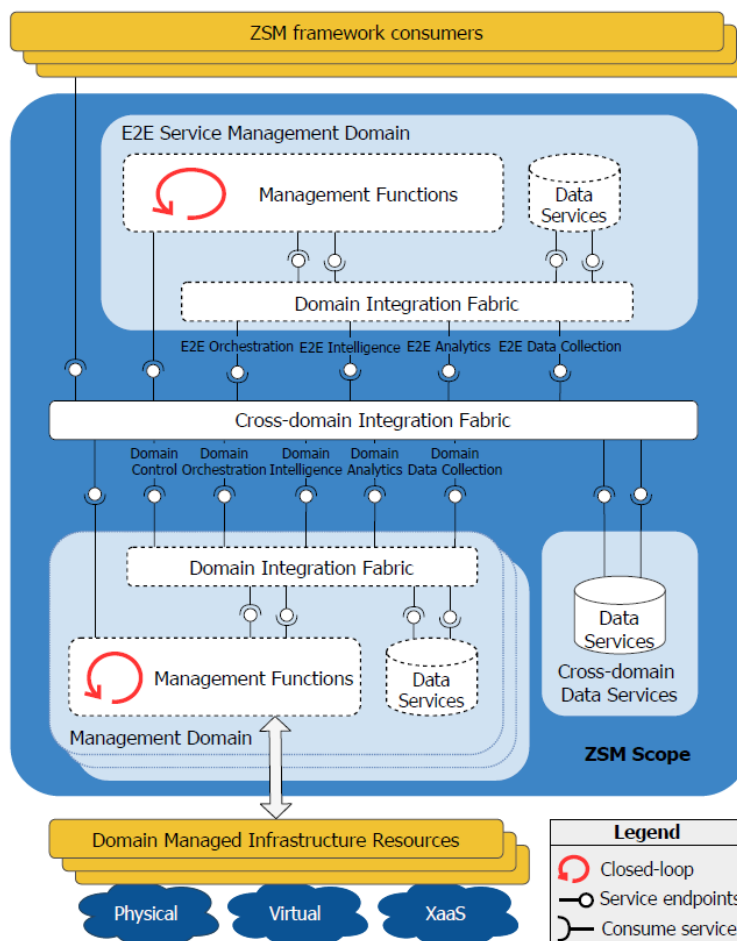 ZSM framework consumers
E2E Service Management Domain
Management Functions
Data
Services
Domain Integration Fabric
E2E Orchestration E2E Intelligence E2E Analytics E2E Data Collection
Cross-domain Integration Fabric
Domain Domain Domain Domain Domain
Control Orchestration Intelligence Analytics Data Collection
Domain Integration Fabric
Management Functions
Data
Services
Management Domain
Data
Services
Cross-domain
Data Services
ZSM Scope
Domain Managed Infrastructure Resources
Physical Virtual XaaS
Legend
Closed-loop
Service endpoints
Consume service